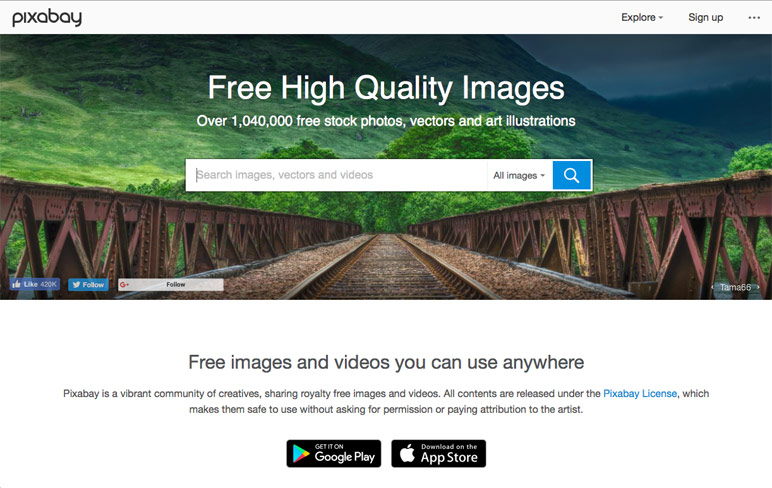 pixabay
Explore
Sign up
Free High Quality Images
Over 1,040,000 free stock photos, vectors and art illustrations
Search images, vectors and videos
All images
Like 420K
Follow
G+ Follow
Tama66
Free images and videos you can use anywhere
Pixabay is a vibrant community of creatives, sharing royalty free images and videos. All contents are released under the Pixabay License, which
makes them safe to use without asking for permission or paying attribution to the artist.
GET IT ON
Google Play
Download on the
App Store